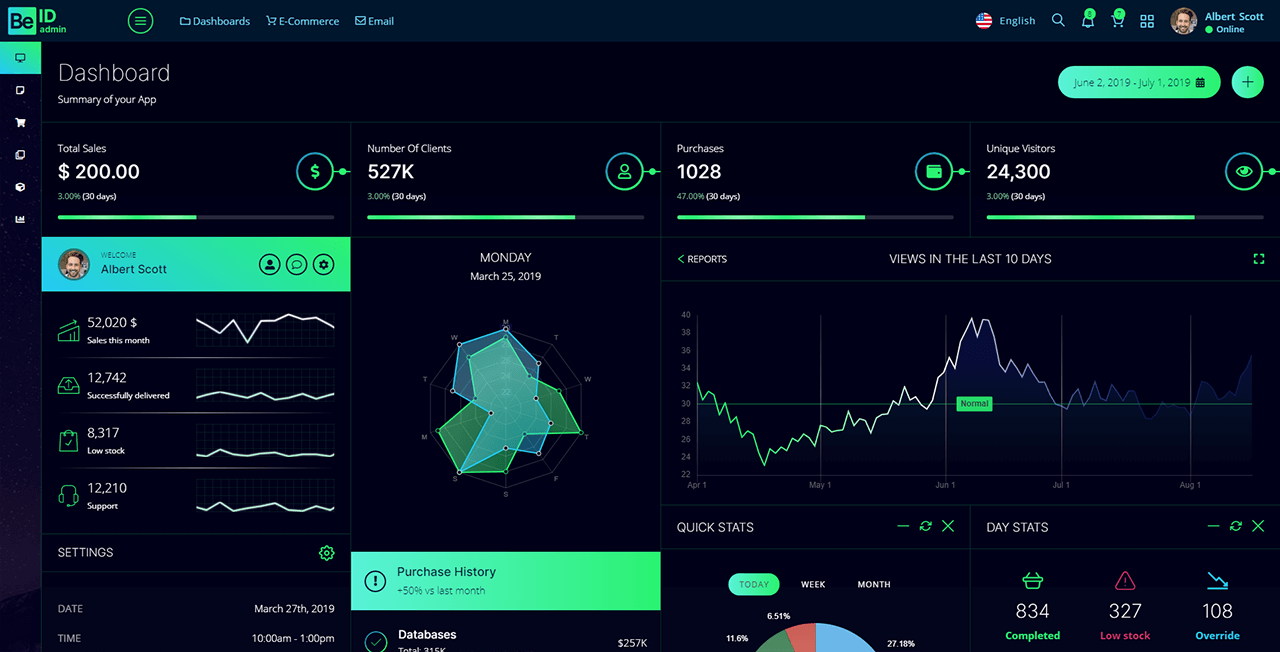 Be ID admin
Dashboards E-Commerce Email
English 3 7 Albert Scott
Online
Dashboard
Summary of your App
June 2, 2019 - July 1, 2019
Total Sales
$ 200.00
3.00% (30 days)
Number Of Clients
527K
3.00% (30 days)
Purchases
1028
47.00% (30 days)
Unique Visitors
24,300
3.00% (30 days)
WELCOME
Albert Scott
52,020 $
Sales this month
12,742
Successfully delivered
8,317
Low stock
12,210
Support
SETTINGS
DATE March 27th, 2019
TIME 10:00am - 1:00pm
MONDAY
March 25, 2019
M
W T
T W
M T
S F
S
Purchase History
+50% vs last month
Databases
Total: 315K
$257K
REPORTS
VIEWS IN THE LAST 10 DAYS
40
38
36
34
32
30
28
26
24
22
Normal
Apr 1 May 1 Jun 1 Jul 1 Aug 1
QUICK STATS
TODAY WEEK MONTH
6.51%
11.6%
27.18%
DAY STATS
834
Completed
327
Low stock
108
Override